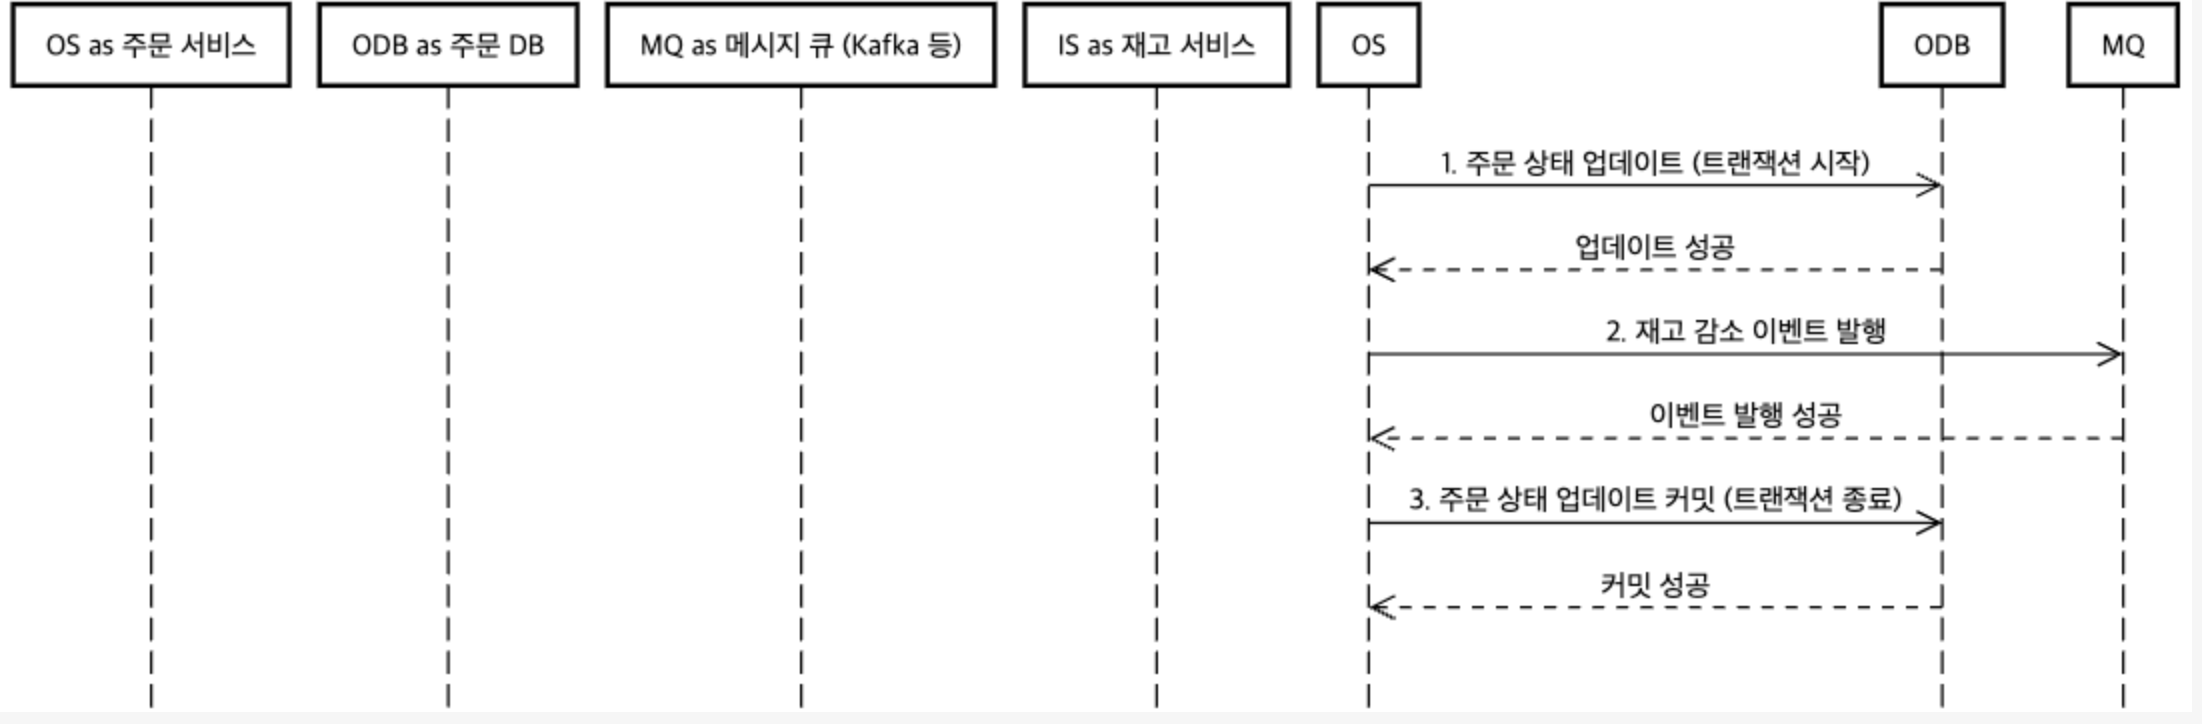 OS as 주문 서비스
ODB as 주문 DB
MQ as 메시지 큐 (Kafka 등)
IS as 재고 서비스
OS
ODB
MQ
1. 주문 상태 업데이트 (트랜잭션 시작)
업데이트 성공
2. 재고 감소 이벤트 발행
이벤트 발행 성공
3. 주문 상태 업데이트 커밋 (트랜잭션 종료)
커밋 성공